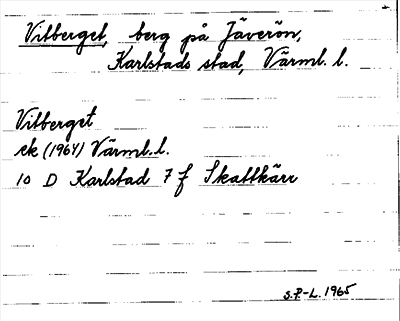 Vitberget, berg på Jäverön,
Karlstads stad, Värml. l.
Vitberget
ek (1964) Värml. l.
10 D Karlstad 7 f Skattkärr
S.P.-L. 1965